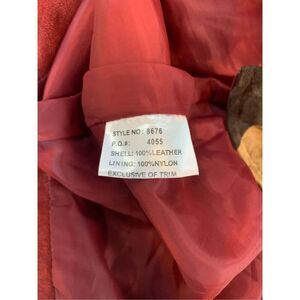 STYLE NO: 8676
P.O.#: 4055
SHELL: 100%LEATHER
LINING: 100%NYLON
EXCLUSIVE OF TRIM